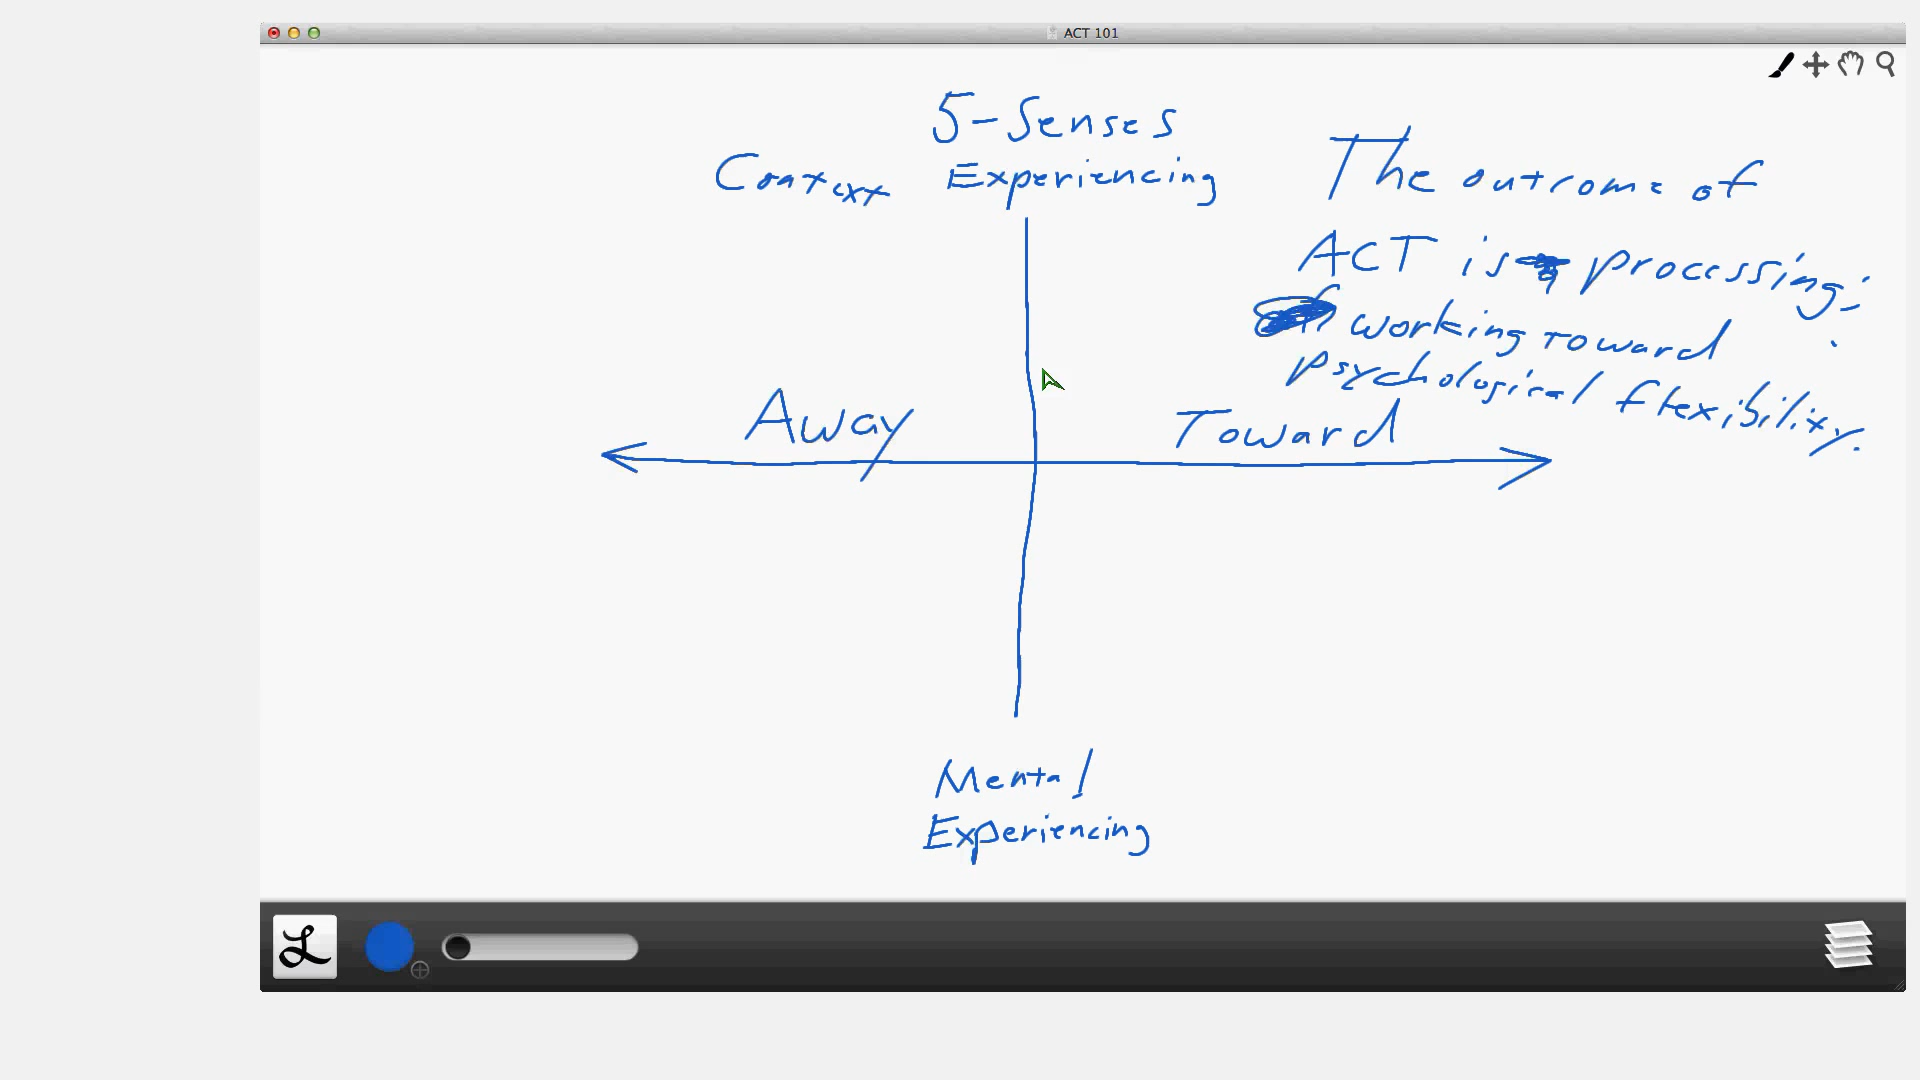 ACT 101
5-Senses
Context Experiencing
The outcome of
ACT is processing:
working toward
psychological flexibility.
Away
Toward
Mental
Experiencing